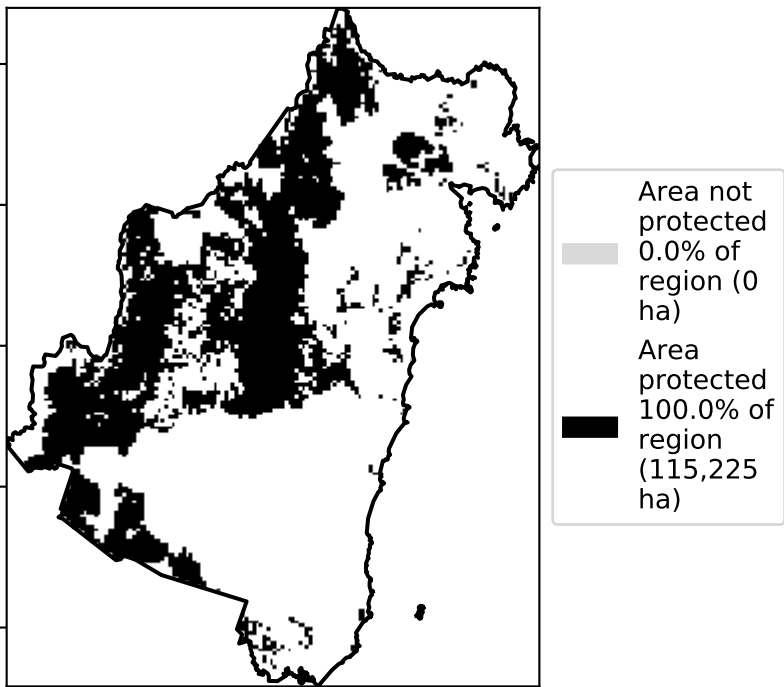 Area not
protected
0.0% of
region (0
ha)
Area
protected
100.0% of
region
(115,225
ha)